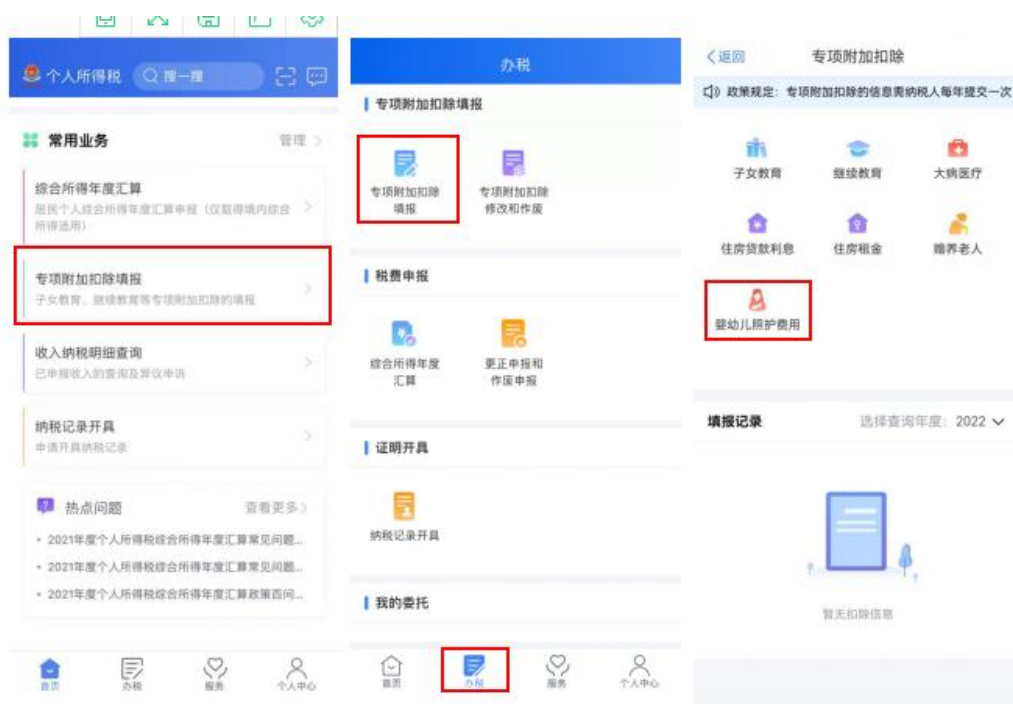 个人所得税
搜一搜
常用业务
管理
综合所得年度汇算
居民个人综合所得年度汇算申报（仅取得境内综合
所得适用）
专项附加扣除填报
子女教育、继续教育等专项附加扣除的填报
收入纳税明细查询
已申报收入的查询及异议申诉
纳税记录开具
申请开具纳税记录
热点问题
查看更多
• 2021年度个人所得税综合所得年度汇算常见问题...
• 2021年度个人所得税综合所得年度汇算常见问题...
• 2021年度个人所得税综合所得年度汇算政策百问...
首页
办税
服务
个人中心
办税
专项附加扣除填报
专项附加扣除
填报
专项附加扣除
修改和作废
税费申报
综合所得年度
汇算
更正申报和
作废申报
证明开具
纳税记录开具
我的委托
首页
办税
服务
个人中心
返回
专项附加扣除
政策规定：专项附加扣除的信息需纳税人每年提交一次
子女教育
继续教育
大病医疗
住房贷款利息
住房租金
赡养老人
婴幼儿照护费用
填报记录
选择查询年度：2022
暂无扣除信息